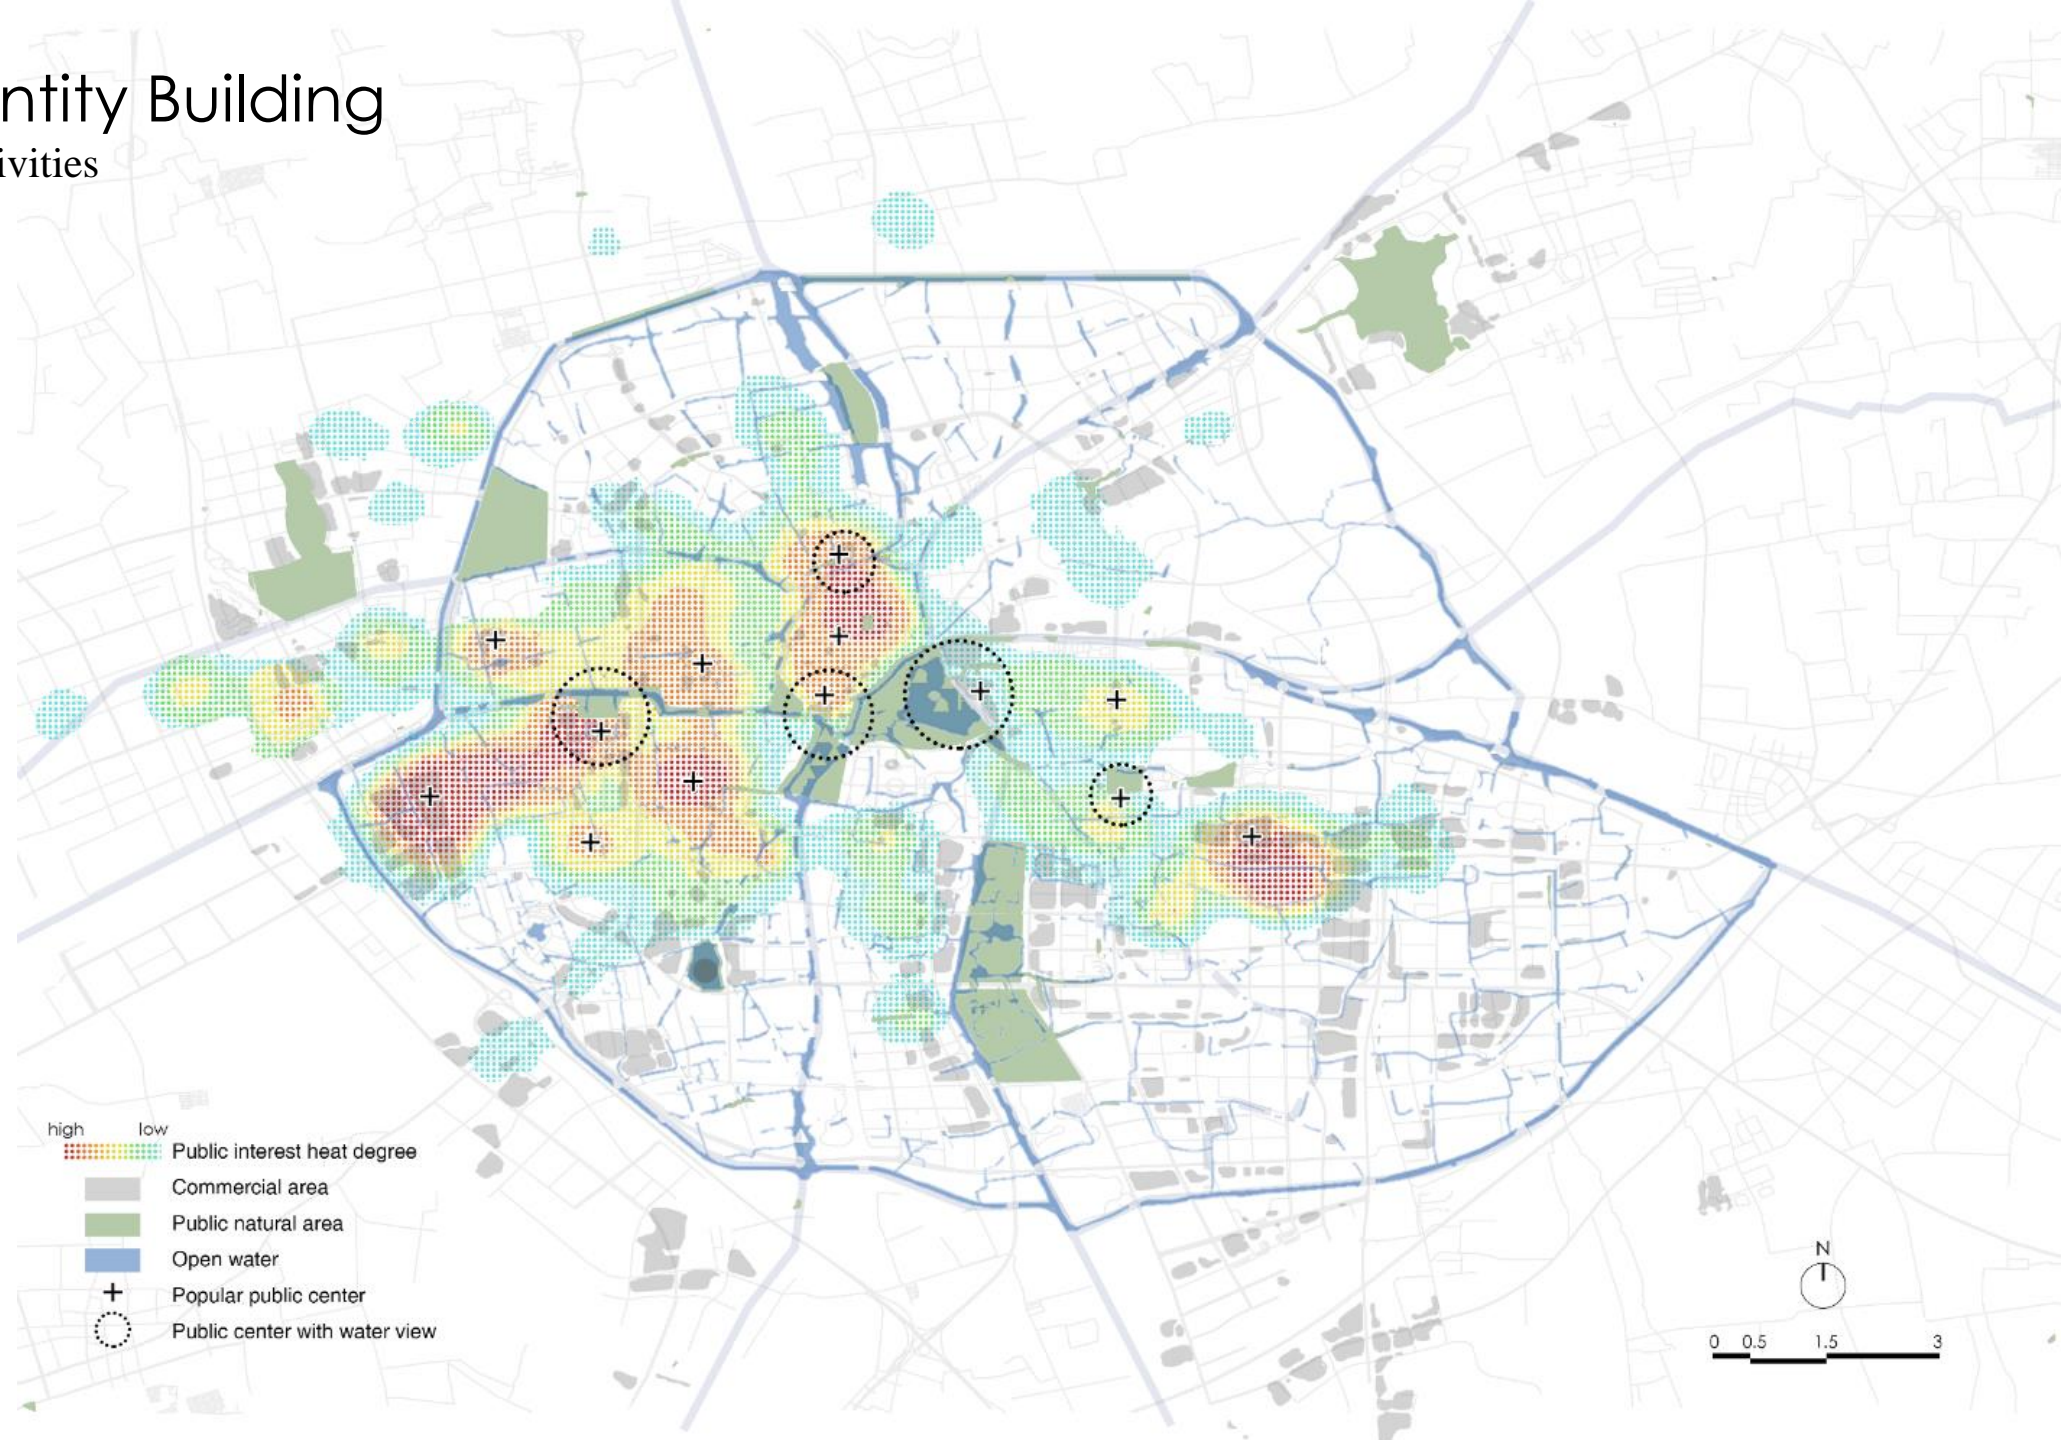 ntity Building
ivities
high low
Public interest heat degree
Commercial area
Public natural area
Open water
Popular public center
Public center with water view
N
0 0.5 1.5 3